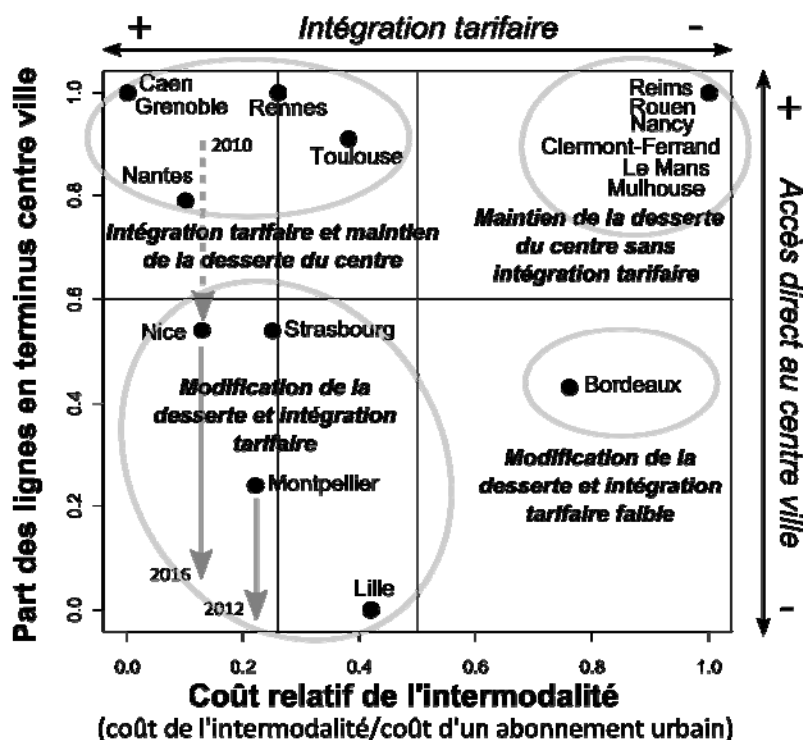 + Intégration tarifaire -
Part des lignes en terminus centre ville
1.0
0.8
0.6
0.4
0.2
0.0
Caen
Grenoble
Rennes
Toulouse
2010
Nantes
Intégration tarifaire et maintien
de la desserte du centre
Reims
Rouen
Nancy
Clermont-Ferrand
Le Mans
Mulhouse
Maintien de la desserte
du centre sans
intégration tarifaire
Nice
Strasbourg
Modification de la
desserte et intégration
tarifaire
Montpellier
2016
2012
Lille
Bordeaux
Modification de la
desserte et intégration
tarifaire faible
+
Accès direct au centre ville
-
0.0 0.2 0.4 0.6 0.8 1.0
Coût relatif de l'intermodalité
(coût de l'intermodalité/coût d'un abonnement urbain)